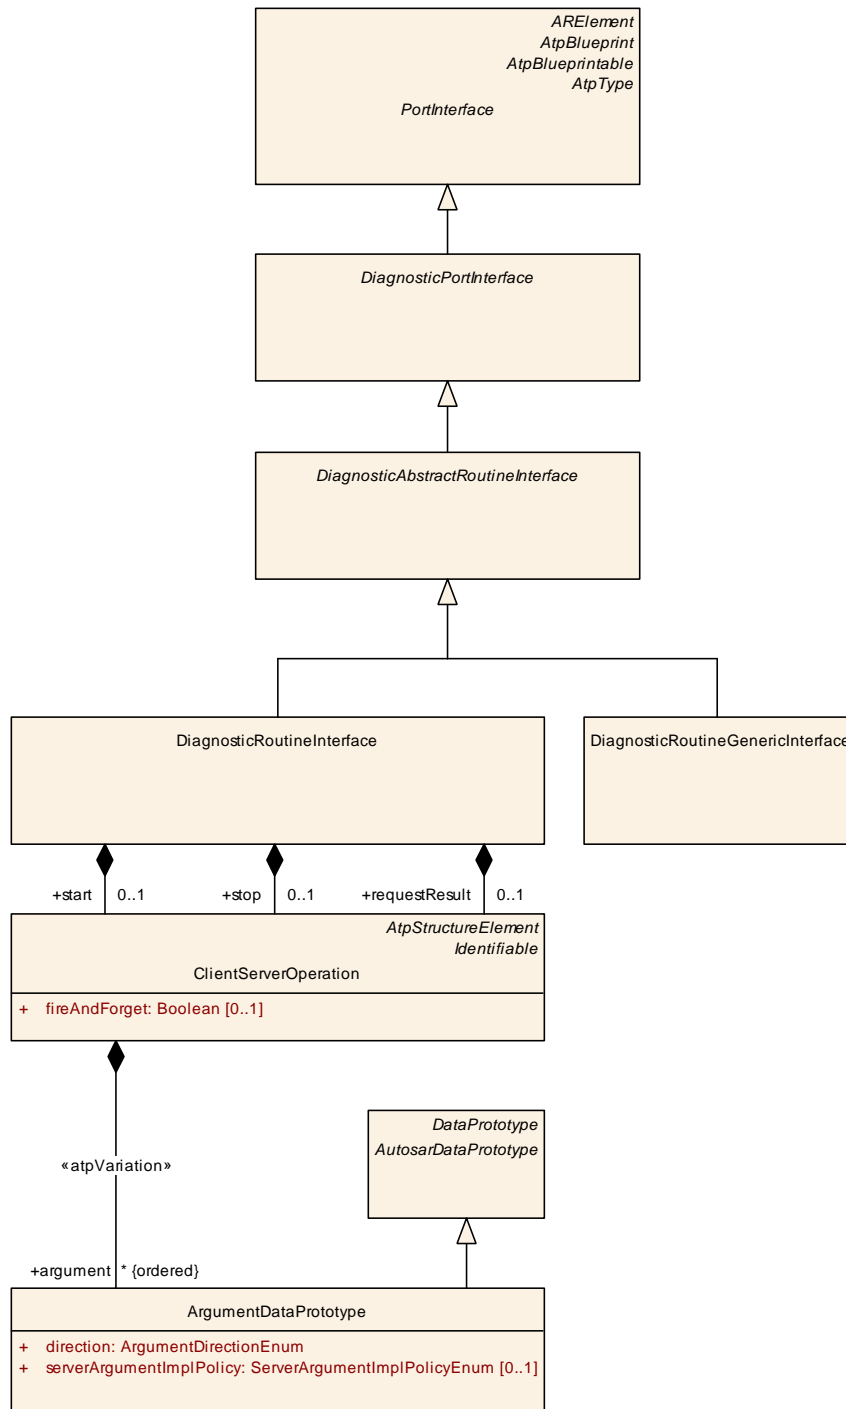 ARElement
AtpBlueprint
AtpBlueprintable
AtpType
PortInterface
DiagnosticPortInterface
DiagnosticAbstractRoutineInterface
DiagnosticRoutineInterface
DiagnosticRoutineGenericInterface
+start 0..1
+stop 0..1
+requestResult 0..1
AtpStructureElement
Identifiable
ClientServerOperation
+ fireAndForget: Boolean [0..1]
DataPrototype
AutosarDataPrototype
«atpVariation»
+argument * {ordered}
ArgumentDataPrototype
+ direction: ArgumentDirectionEnum
+ serverArgumentImplPolicy: ServerArgumentImplPolicyEnum [0..1]